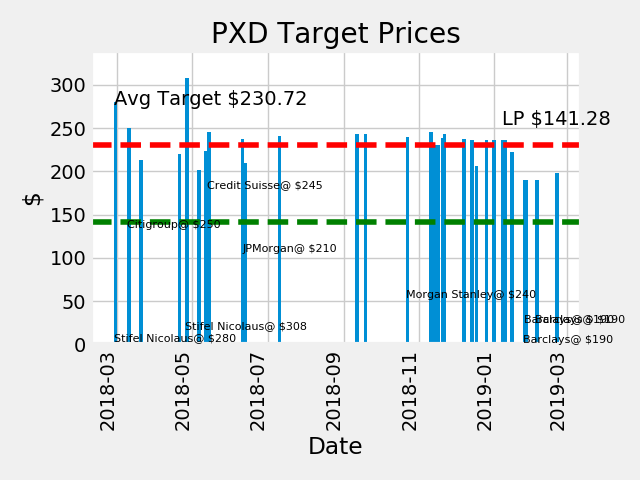 PXD Target Prices
300
250
200
150
100
50
0
$
Avg Target $230.72
LP $141.28
Credit Suisse@ $245
Citigroup@ $250
JPMorgan@ $210
Morgan Stanley@ $240
Stifel Nicolaus@ $308
Barclays@ $190
Barclays@ $190
Stifel Nicolaus@ $280
Barclays@ $190
2018-03
2018-05
2018-07
2018-09
2018-11
2019-01
2019-03
Date